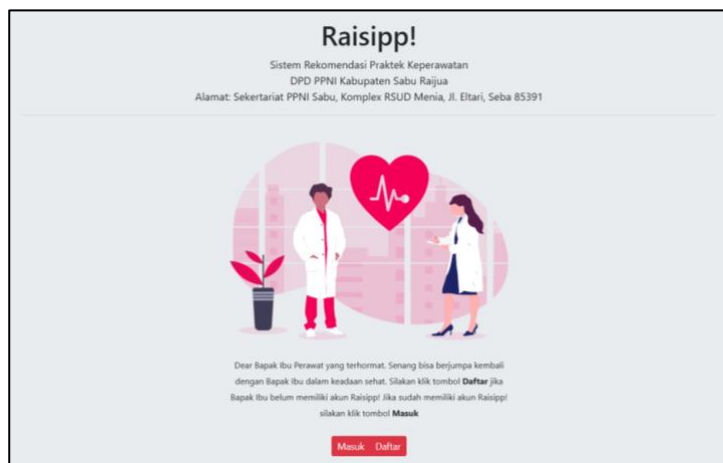 Raisipp!
Sistem Rekomendasi Praktek Keperawatan
DPD PPNI Kabupaten Sabu Raijua
Alamat: Sekertariat PPNI Sabu, Komplex RSUD Menia, Jl. Eltari, Seba 85391
Dear Bapak Ibu Perawat yang terhormat. Senang bisa berjumpa kembali
dengan Bapak Ibu dalam keadaan sehat. Silakan klik tombol Daftar jika
Bapak Ibu belum memiliki akun Raisipp! Jika sudah memiliki akun Raisipp!
silakan klik tombol Masuk
Masuk Daftar